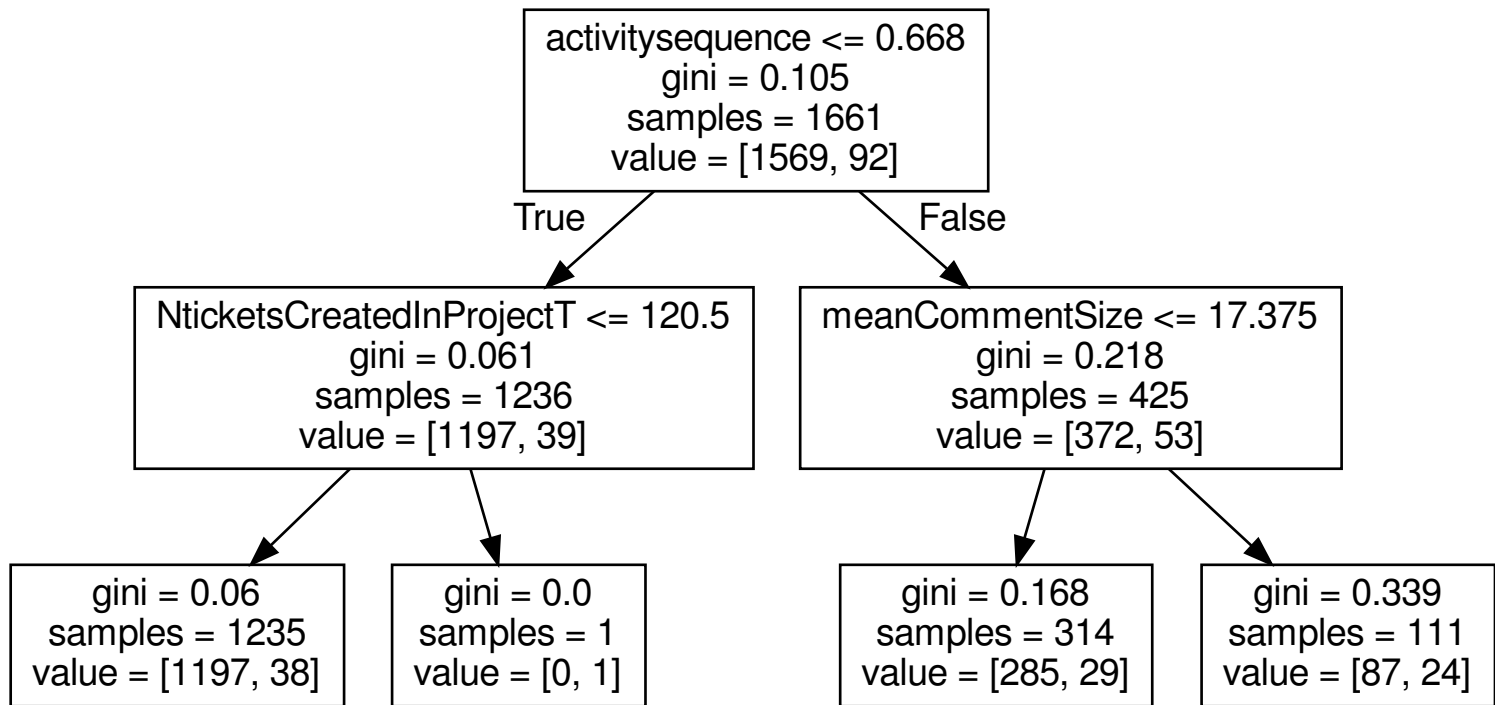 activitysequence <= 0.668
gini = 0.105
samples = 1661
value = [1569, 92]
True
False
NticketsCreatedInProjectT <= 120.5
gini = 0.061
samples = 1236
value = [1197, 39]
meanCommentSize <= 17.375
gini = 0.218
samples = 425
value = [372, 53]
gini = 0.06
samples = 1235
value = [1197, 38]
gini = 0.0
samples = 1
value = [0, 1]
gini = 0.168
samples = 314
value = [285, 29]
gini = 0.339
samples = 111
value = [87, 24]